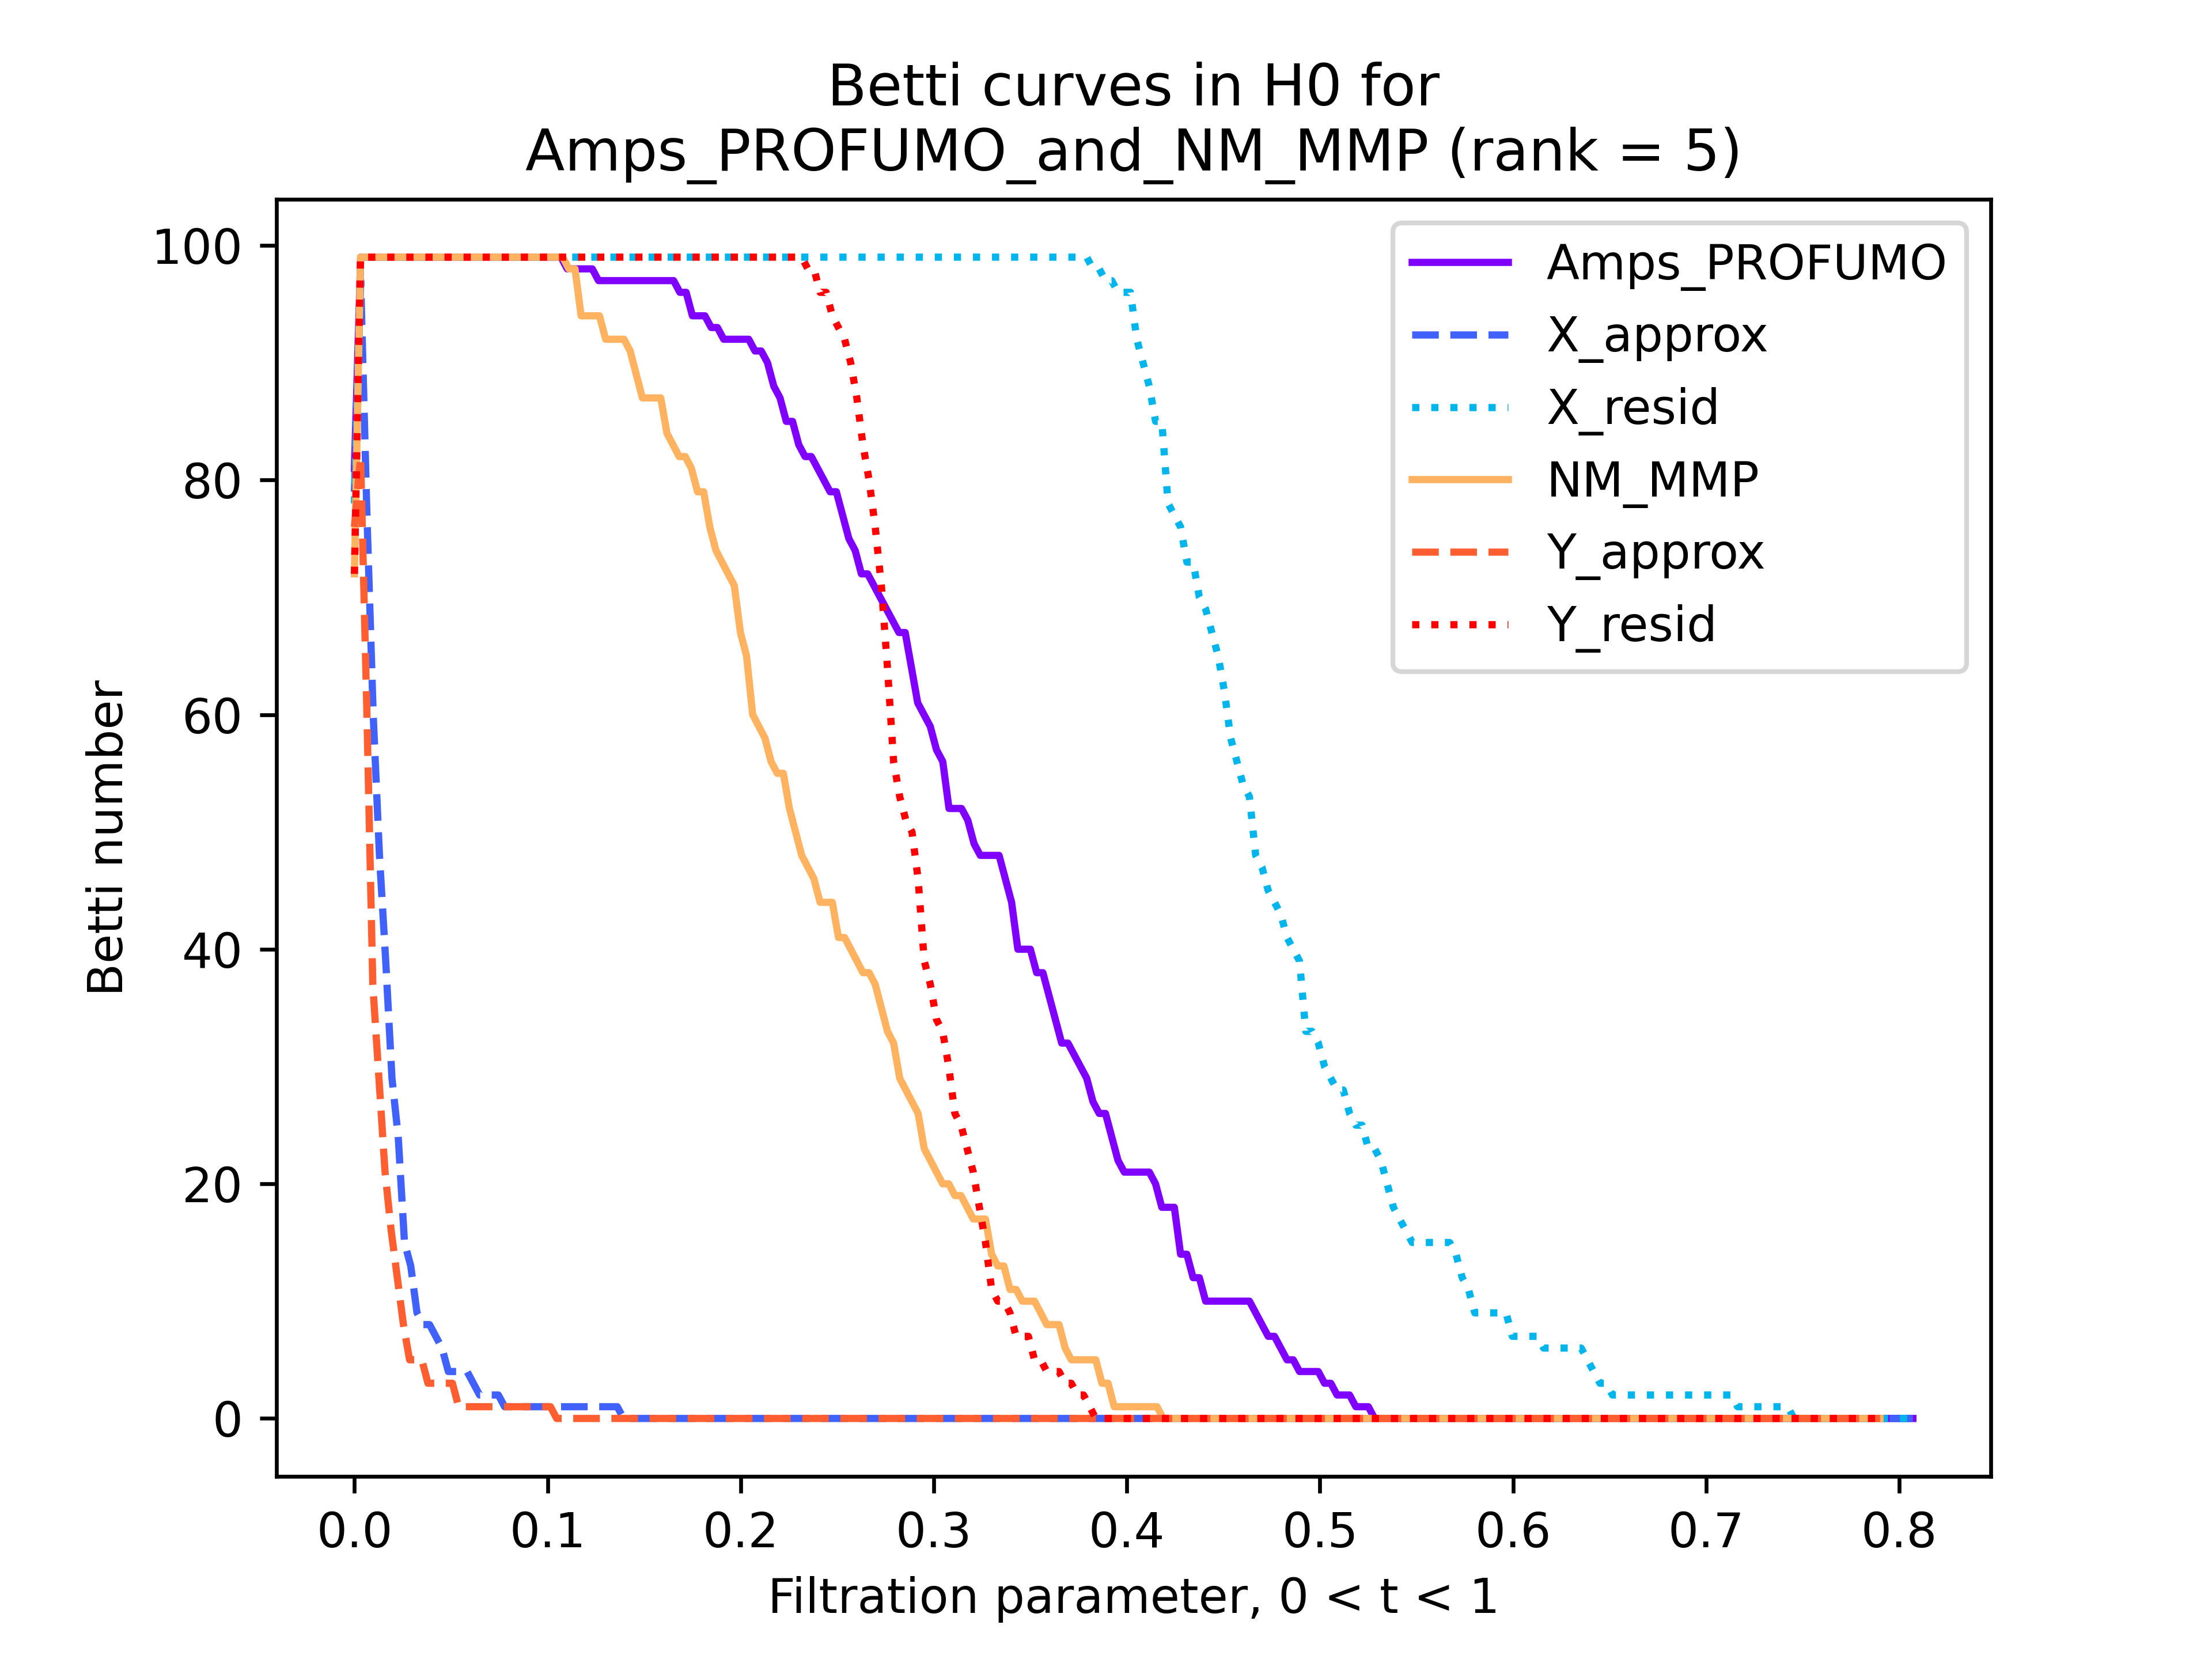 Betti curves in H0 for
Amps_PROFUMO_and_NM_MMP (rank = 5)
Betti number
100
80
60
40
20
0
Amps_PROFUMO
X_approx
X_resid
NM_MMP
Y_approx
Y_resid
0.0 0.1 0.2 0.3 0.4 0.5 0.6 0.7 0.8
Filtration parameter, 0 < t < 1